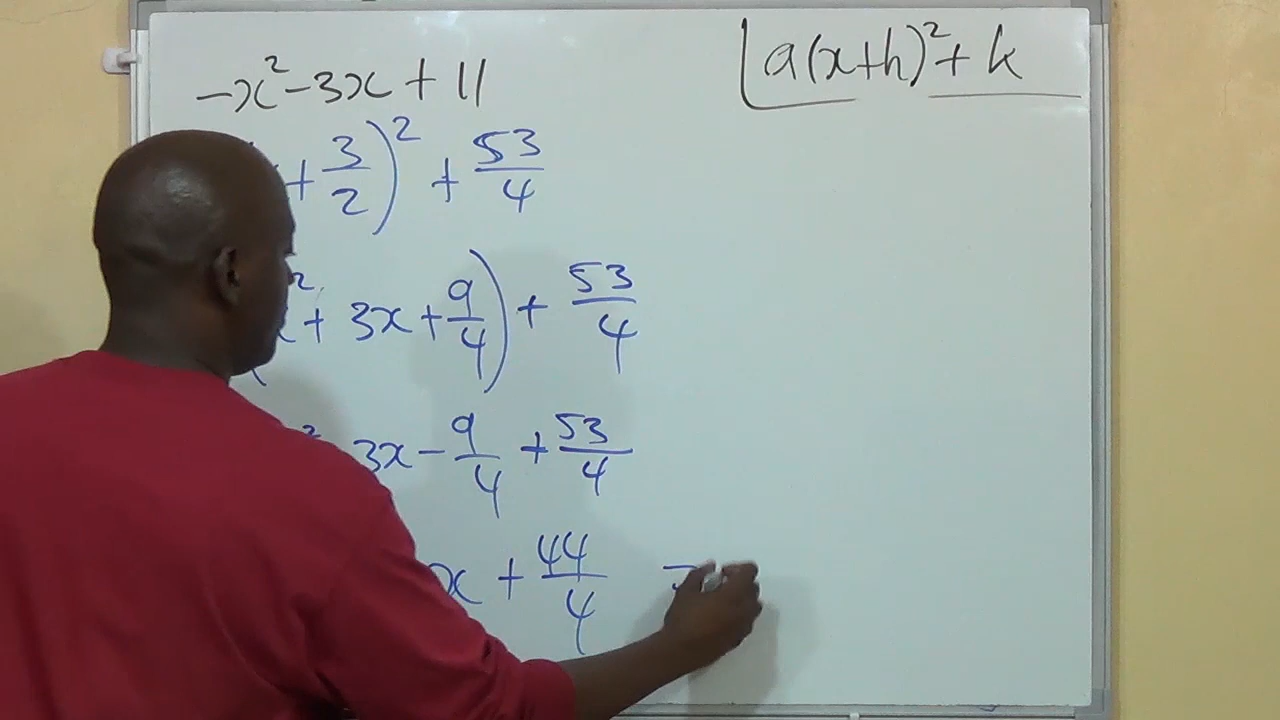 -x² - 3x + 11
a(x+h)² + k
+ 3/2)² + 53/4
x² + 3x + 9/4) + 53/4
² 3x - 9/4 + 53/4
x + 44/4 =